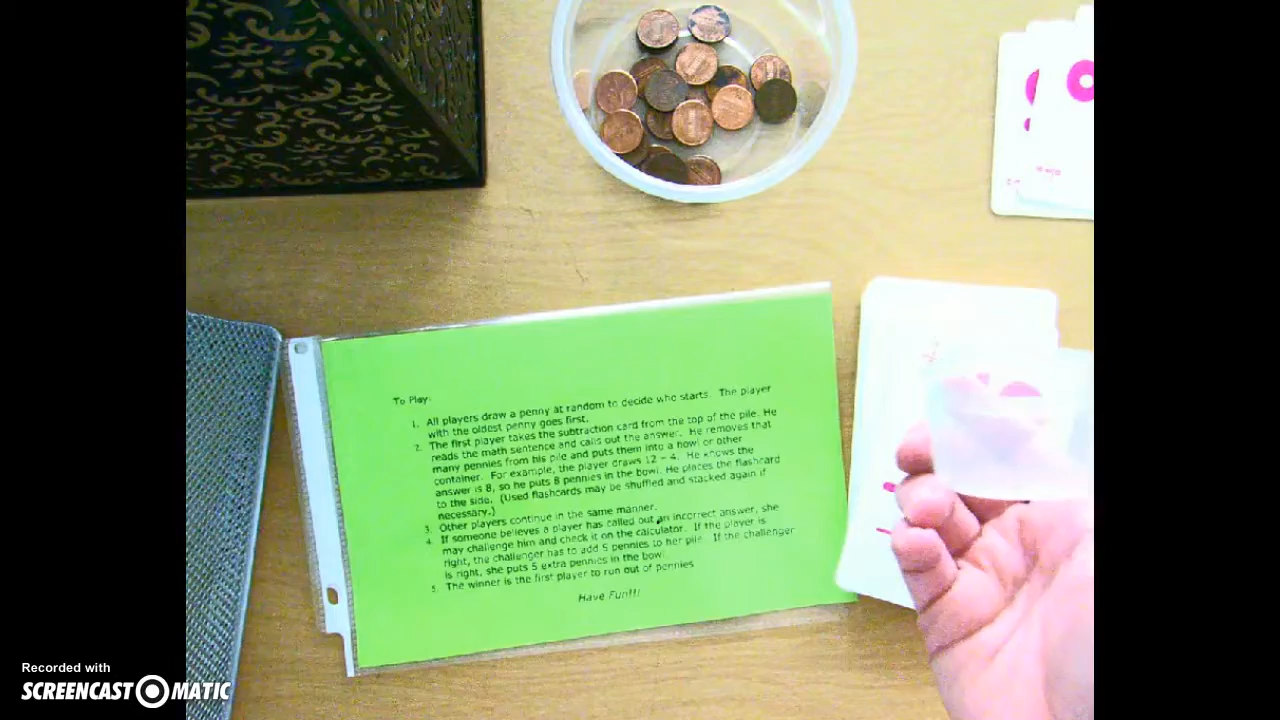 To Play:
1. All players draw a penny at random to decide who starts. The player
with the oldest penny goes first.
2. The first player takes the subtraction card from the top of the pile. He
reads the math sentence and calls out the answer. He removes that
many pennies from his pile and puts them into a bowl or other
container. For example, the player draws 12 – 4. He knows the
answer is 8, so he puts 8 pennies in the bowl. He places the flashcard
to the side. (Used flashcards may be shuffled and stacked again if
necessary.)
3. Other players continue in the same manner.
4. If someone believes a player has called out an incorrect answer, she
may challenge him and check it on the calculator. If the player is
right, the challenger has to add 5 pennies to her pile. If the challenger
is right, she puts 5 extra pennies in the bowl.
5. The winner is the first player to run out of pennies
Have Fun!!!
Recorded with
SCREENCAST O MATIC